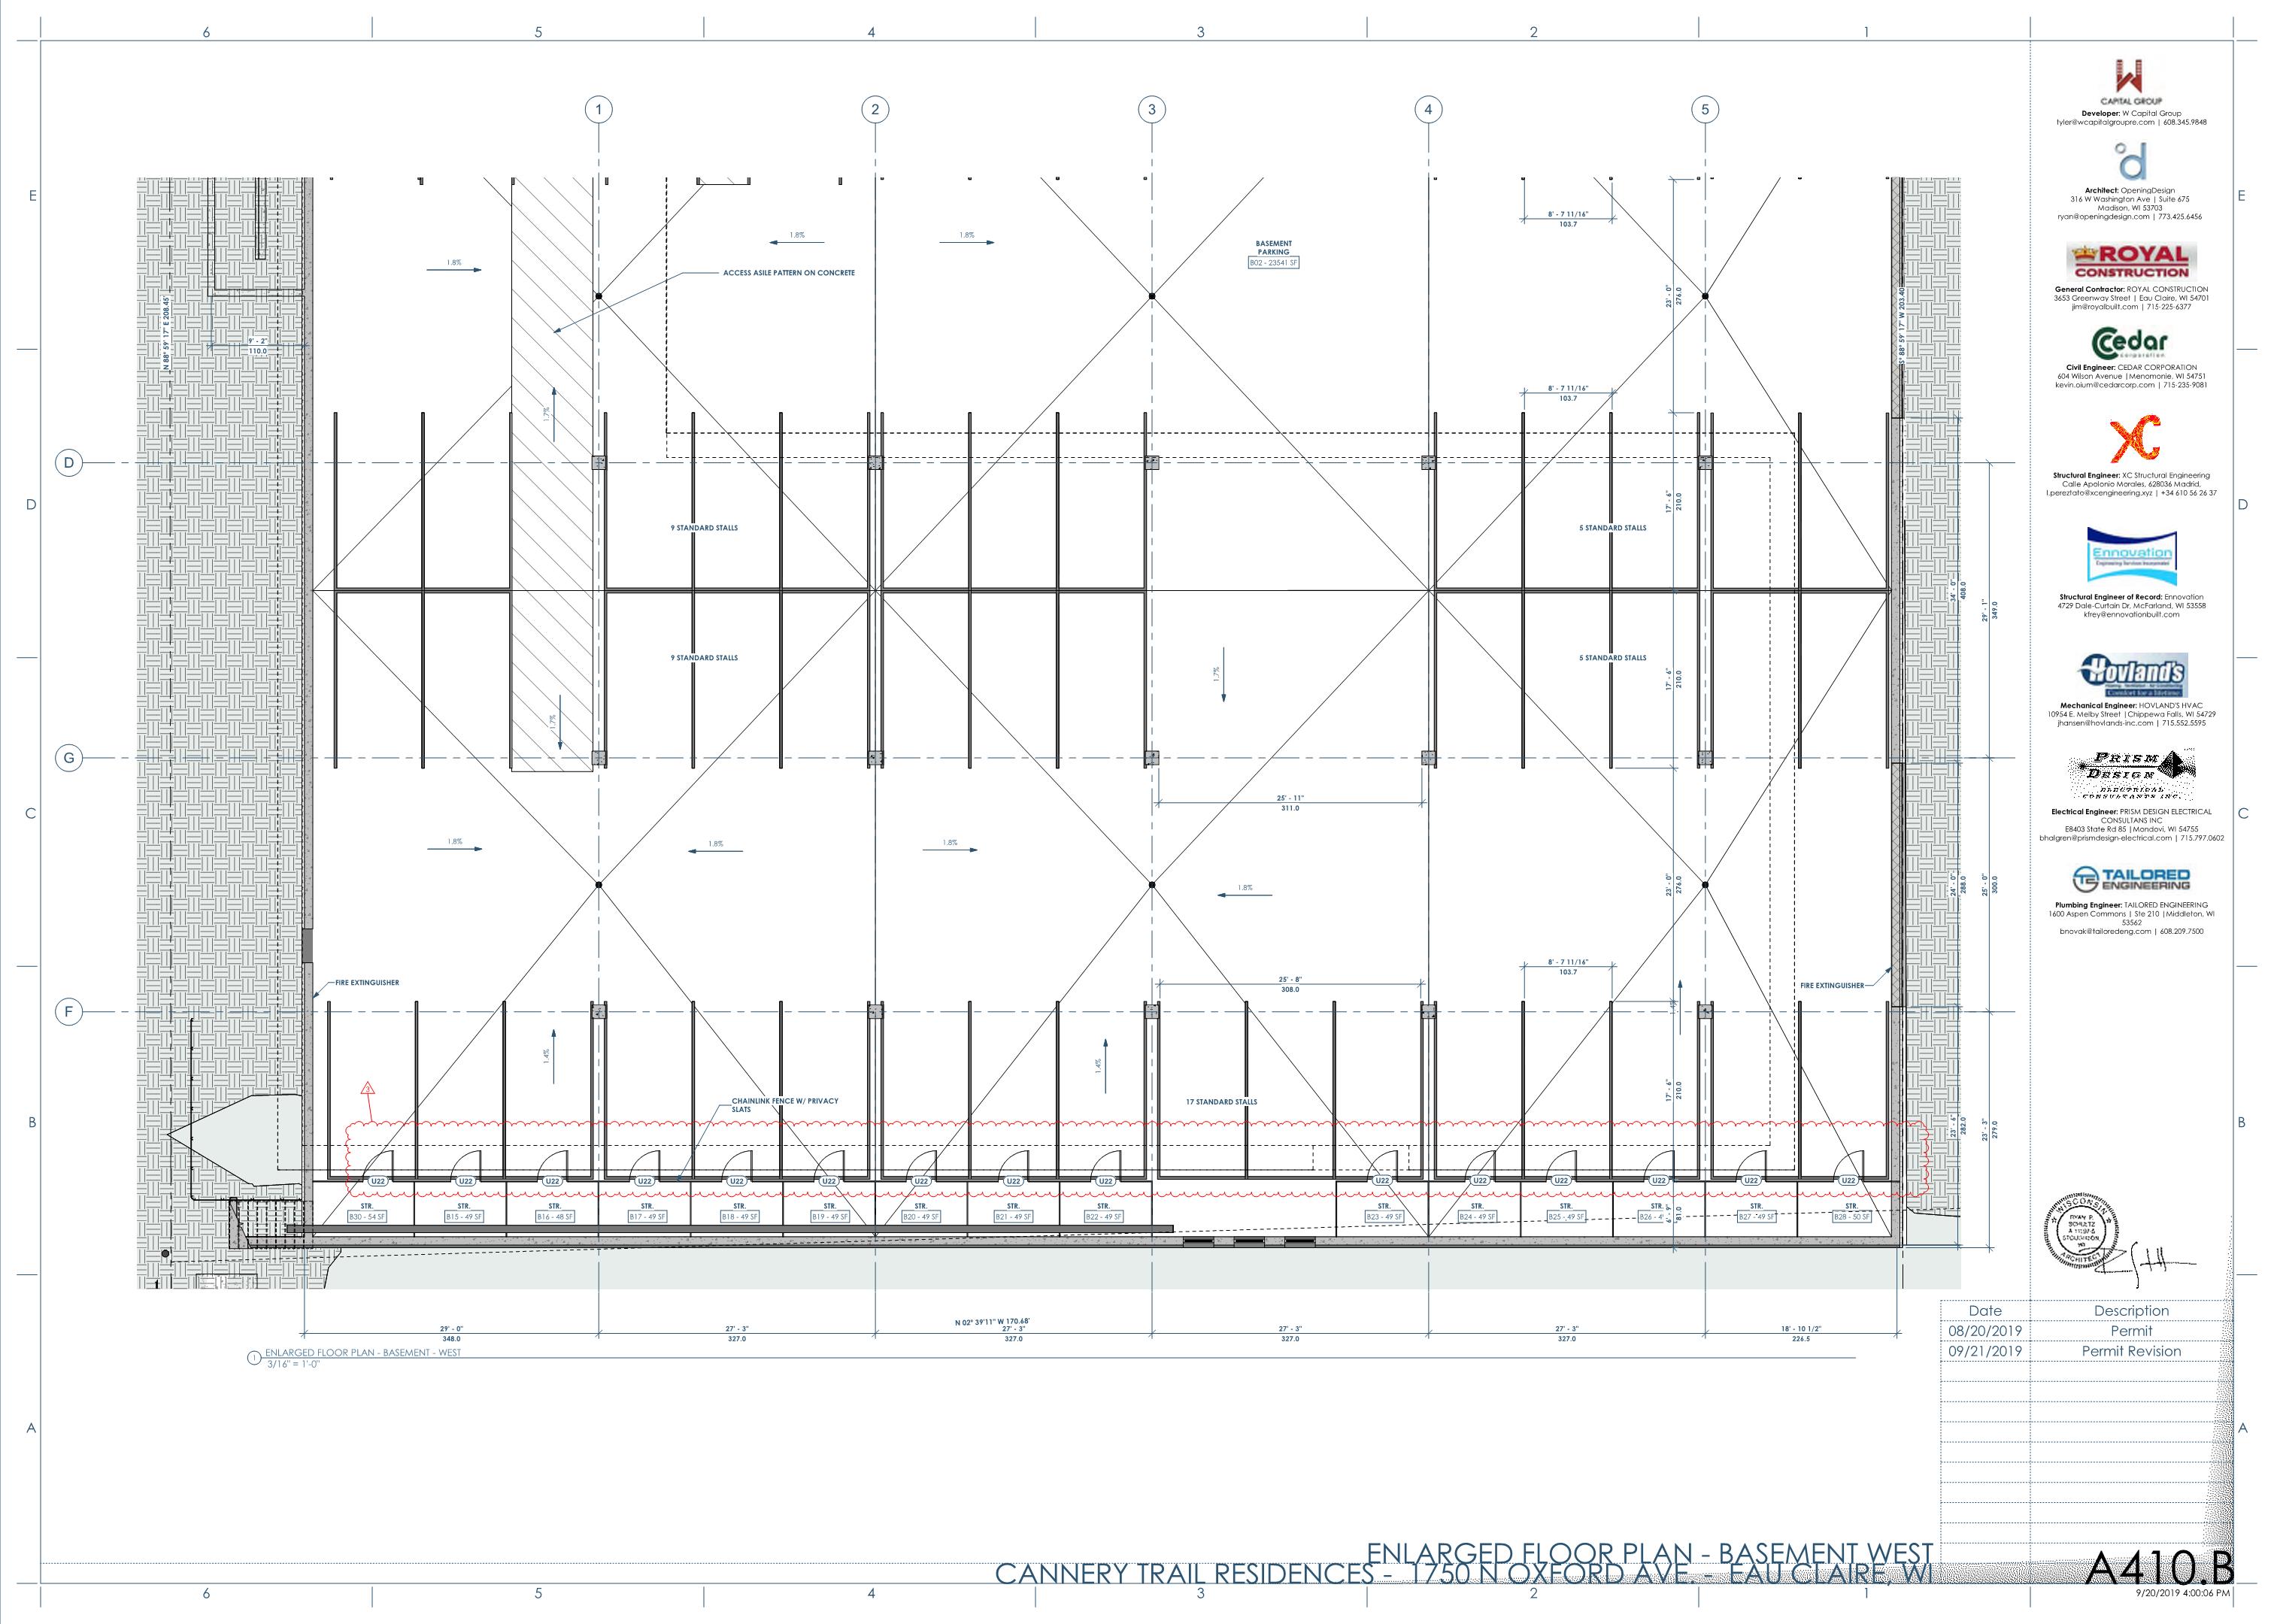 6 5 4 3 2 1
1 2 3 4 5
E E
8' - 7 11/16"
103.7
1.8% 1.8%
BASEMENT
PARKING
B02 - 23541 SF
1.8%
ACCESS ASILE PATTERN ON CONCRETE
23' - 0"
276.0
N 88° 59' 17" E 208.45'
S 88° 59' 17" W 203.40'
9' - 2"
110.0
8' - 7 11/16"
103.7
1.7%
D
D D
17' - 6"
210.0
9 STANDARD STALLS 5 STANDARD STALLS
34' - 0"
408.0
29' - 1"
349.0
9 STANDARD STALLS 5 STANDARD STALLS
1.7%
17' - 6"
210.0
1.7%
G
25' - 11"
311.0
C C
1.8% 1.8% 1.8%
1.8%
23' - 0"
276.0
24' - 0"
288.0
25' - 0"
300.0
8' - 7 11/16"
103.7
FIRE EXTINGUISHER
25' - 8"
308.0
FIRE EXTINGUISHER
F
1.4% 1.4%
17' - 6"
210.0
CHAINLINK FENCE W/ PRIVACY
SLATS
17 STANDARD STALLS
B B
23' - 6"
282.0
23' - 3"
279.0
U22 U22 U22 U22 U22 U22 U22 U22 U22 U22 U22 U22 U22 U22 U22
STR. STR. STR. STR. STR. STR. STR. STR. STR. STR. STR. STR. STR. STR. STR.
B30 - 54 SF B15 - 49 SF B16 - 48 SF B17 - 49 SF B18 - 49 SF B19 - 49 SF B20 - 49 SF B21 - 49 SF B22 - 49 SF B23 - 49 SF B24 - 49 SF B25 - 49 SF B26 - B27 - 49 SF B28 - 50 SF
6' - 9"
81.0
N 02° 39'11" W 170.68'
29' - 0" 27' - 3" 27' - 3" 27' - 3" 27' - 3" 18' - 10 1/2"
348.0 327.0 327.0 327.0 327.0 226.5
1 ENLARGED FLOOR PLAN - BASEMENT - WEST
3/16" = 1'-0"
A A
W
CAPITAL GROUP
Developer: W Capital Group
tyler@wcapitalgroupre.com | 608.345.9848
d
Architect: OpeningDesign
316 W Washington Ave | Suite 675
Madison, WI 53703
ryan@openingdesign.com | 773.425.6456
ROYAL
CONSTRUCTION
General Contractor: ROYAL CONSTRUCTION
3653 Greenway Street | Eau Claire, WI 54701
jim@royalbuilt.com | 715-225-6377
Cedar
corporation
Civil Engineer: CEDAR CORPORATION
604 Wilson Avenue |Menomonie, WI 54751
kevin.oium@cedarcorp.com | 715-235-9081
XC
Structural Engineer: XC Structural Engineering
Calle Apolonio Morales, 628036 Madrid,
l.pereztato@xcengineering.xyz | +34 610 56 26 37
Ennovation
Engineering Services Incorporated
Structural Engineer of Record: Ennovation
4729 Dale-Curtain Dr, McFarland, WI 53558
kfrey@ennovationbuilt.com
Hovland's
Comfort for a lifetime
Mechanical Engineer: HOVLAND'S HVAC
10954 E. Melby Street |Chippewa Falls, WI 54729
jhansen@hovlands-inc.com | 715.552.5595
PRISM
DESIGN
ELECTRICAL
CONSULTANTS INC.
Electrical Engineer: PRISM DESIGN ELECTRICAL
CONSULTANS INC
E8403 State Rd 85 |Mondovi, WI 54755
bhalgren@prismdesign-electrical.com | 715.797.0602
TE TAILORED
ENGINEERING
Plumbing Engineer: TAILORED ENGINEERING
1600 Aspen Commons | Ste 210 |Middleton, WI
53562
bnovak@tailoredeng.com | 608.209.7500
WISCONSIN
RYAN P.
SCHULTZ
STOUGHTON,
WI
ARCHITECT
Date Description
08/20/2019 Permit
09/21/2019 Permit Revision
ENLARGED FLOOR PLAN - BASEMENT WEST
CANNERY TRAIL RESIDENCES - 1750 N OXFORD AVE. - EAU CLAIRE, WI
A410.B
9/20/2019 4:00:06 PM
6 5 4 3 2 1